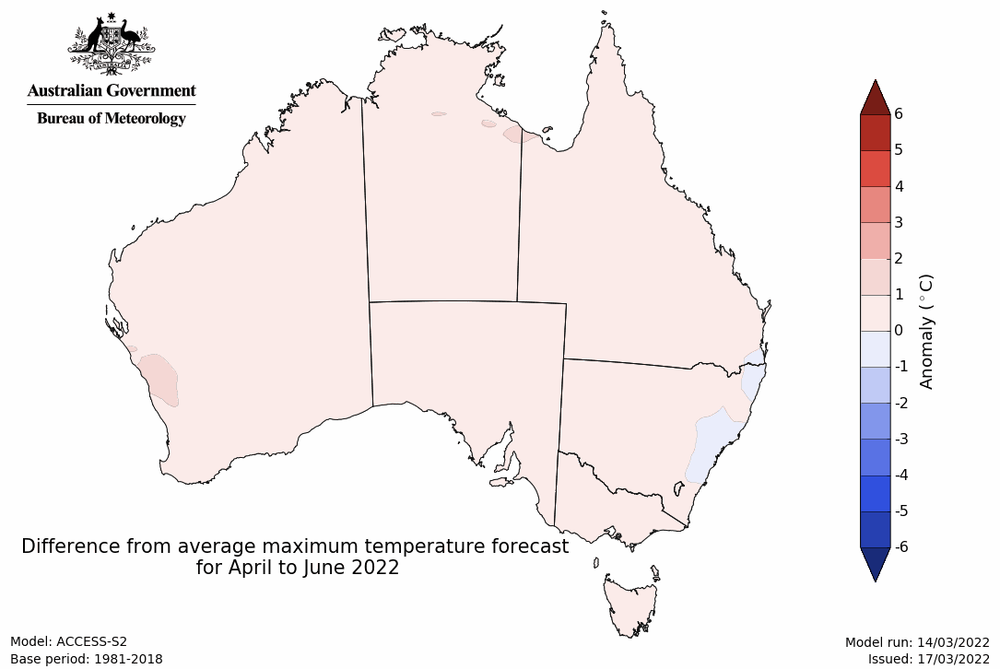 Australian Government
Bureau of Meteorology
6
5
4
3
2
1
0
-1
-2
-3
-4
-5
-6
Anomaly (°C)
Difference from average maximum temperature forecast
for April to June 2022
Model: ACCESS-S2
Base period: 1981-2018
Model run: 14/03/2022
Issued: 17/03/2022